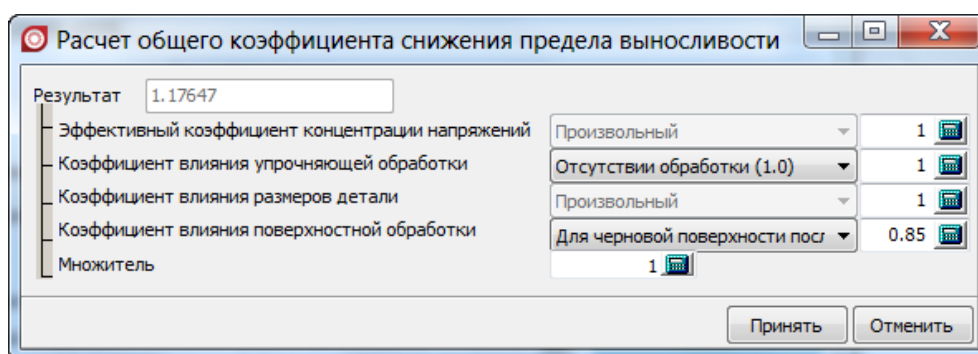 Расчет общего коэффициента снижения предела выносливости
Результат 1.17647
Эффективный коэффициент концентрации напряжений Произвольный 1
Коэффициент влияния упрочняющей обработки Отсутствии обработки (1.0) 1
Коэффициент влияния размеров детали Произвольный 1
Коэффициент влияния поверхностной обработки Для черновой поверхности посл 0.85
Множитель 1
Принять Отменить